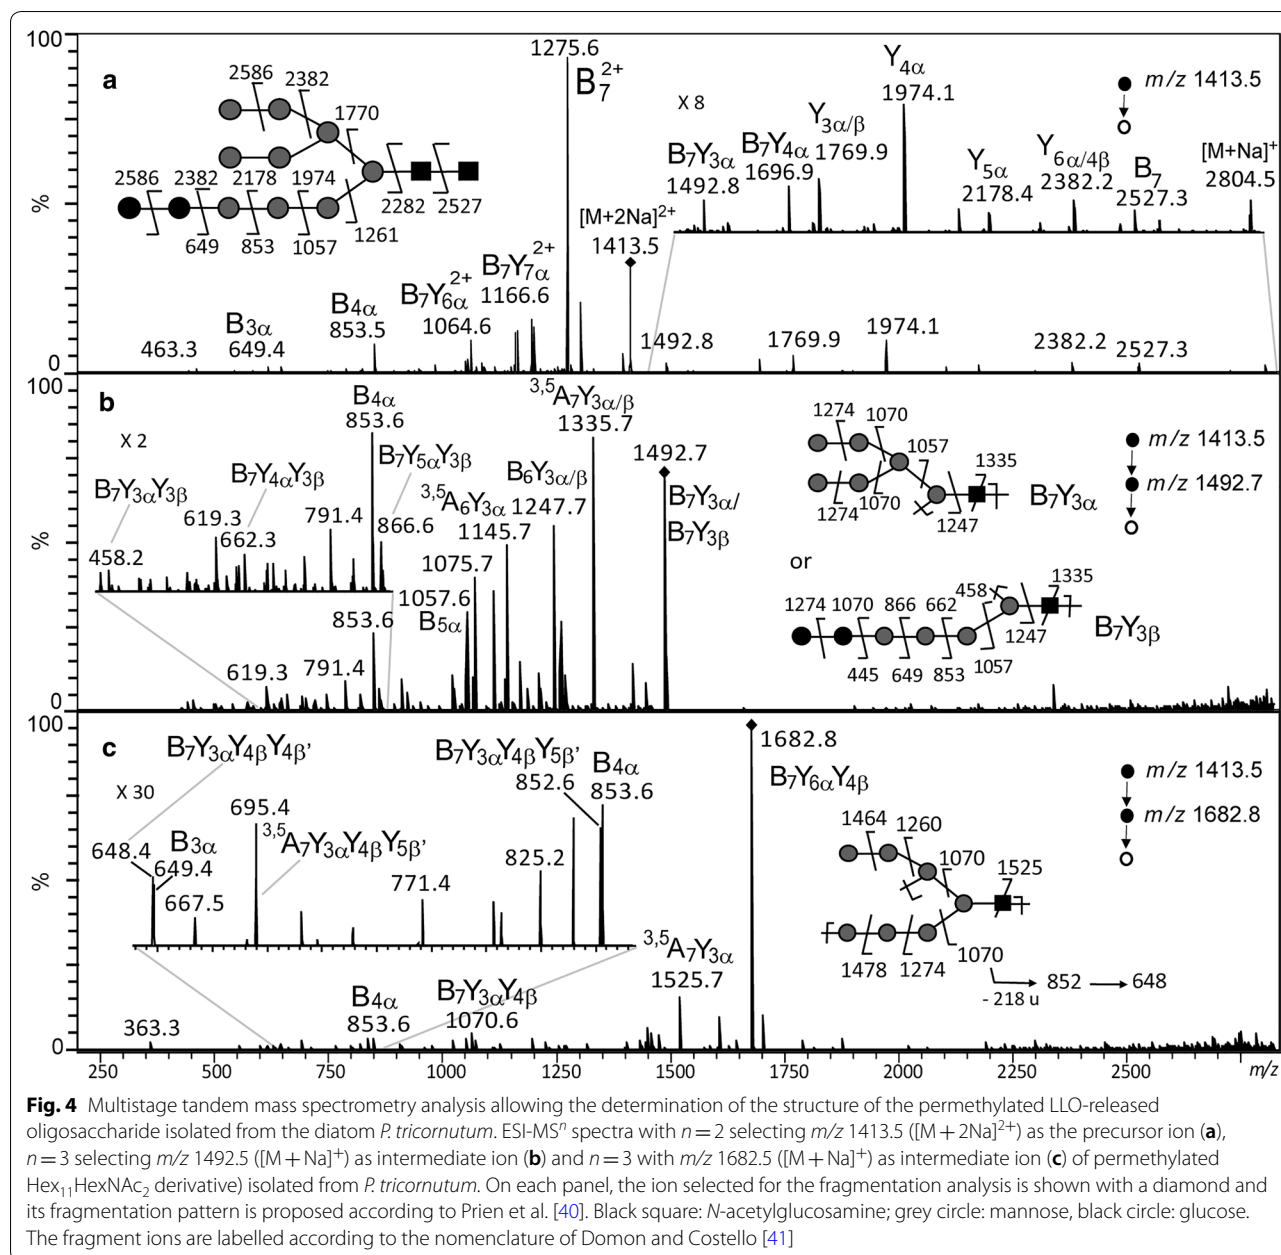 100
a
1275.6
B₇²⁺
2586
2382
1770
2586 2382 2178 1974
649 853 1057 1261
2282 2527
X 8
Y4α
1974.1
m/z 1413.5
B₇Y3α
1492.8
B₇Y4α
1696.9
Y3α/β
1769.9
Y5α
2178.4
Y6α/4β
2382.2
B₇
2527.3
[M+Na]⁺
2804.5
%
[M+2Na]²⁺
1413.5
B₇Y7α²⁺
1166.6
B₇Y6α²⁺
1064.6
B4α
853.5
B3α
649.4
463.3
1492.8 1769.9
1974.1
2382.2
2527.3
0
100
b
X 2
B4α
853.6
³,⁵A₇Y3α/β
1335.7
1492.7
B₇Y3α/
B₇Y3β
B₇Y5αY3β
866.6
B₇Y4αY3β
662.3
B₇Y3αY3β
458.2
619.3
791.4
³,⁵A₆Y3α
1145.7
B₆Y3α/β
1247.7
1075.7
1057.6
B5α
853.6
619.3
791.4
%
1274 1070
1057
1335
1274
1070
1247
B₇Y3α
m/z 1413.5
m/z 1492.7
or
1274 1070 866 662
458
1335
445 649 853
1057
1247
B₇Y3β
0
100
c
X 30
B₇Y3αY4βY4β'
648.4
B3α
649.4
667.5
695.4
³,⁵A₇Y3αY4βY5β'
771.4
B₇Y3αY4βY5β'
852.6
B4α
853.6
825.2
1682.8
B₇Y6αY4β
m/z 1413.5
m/z 1682.8
1464
1260
1070
1525
1478 1274
1070
- 218 u
852
648
%
³,⁵A₇Y3α
1525.7
B₇Y3αY4β
1070.6
B4α
853.6
363.3
0
250 500 750 1000 1250 1500 1750 2000 2250 2500 m/z
Fig. 4 Multistage tandem mass spectrometry analysis allowing the determination of the structure of the permethylated LLO-released
oligosaccharide isolated from the diatom P. tricornutum. ESI-MSⁿ spectra with n = 2 selecting m/z 1413.5 ([M + 2Na]²⁺) as the precursor ion (a),
n = 3 selecting m/z 1492.5 ([M + Na]⁺) as intermediate ion (b) and n = 3 with m/z 1682.5 ([M + Na]⁺) as intermediate ion (c) of permethylated
Hex₁₁HexNAc₂ derivative) isolated from P. tricornutum. On each panel, the ion selected for the fragmentation analysis is shown with a diamond and
its fragmentation pattern is proposed according to Prien et al. [40]. Black square: N-acetylglucosamine; grey circle: mannose, black circle: glucose.
The fragment ions are labelled according to the nomenclature of Domon and Costello [41]